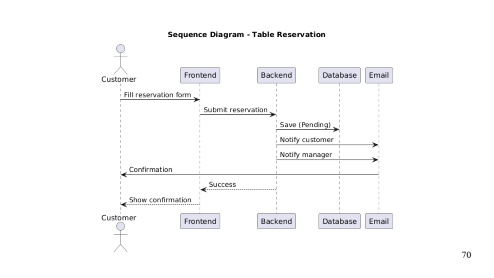 Sequence Diagram - Table Reservation
Customer
Frontend
Backend
Database
Email
Fill reservation form
Submit reservation
Save (Pending)
Notify customer
Notify manager
Confirmation
Success
Show confirmation
Customer
Frontend
Backend
Database
Email
70